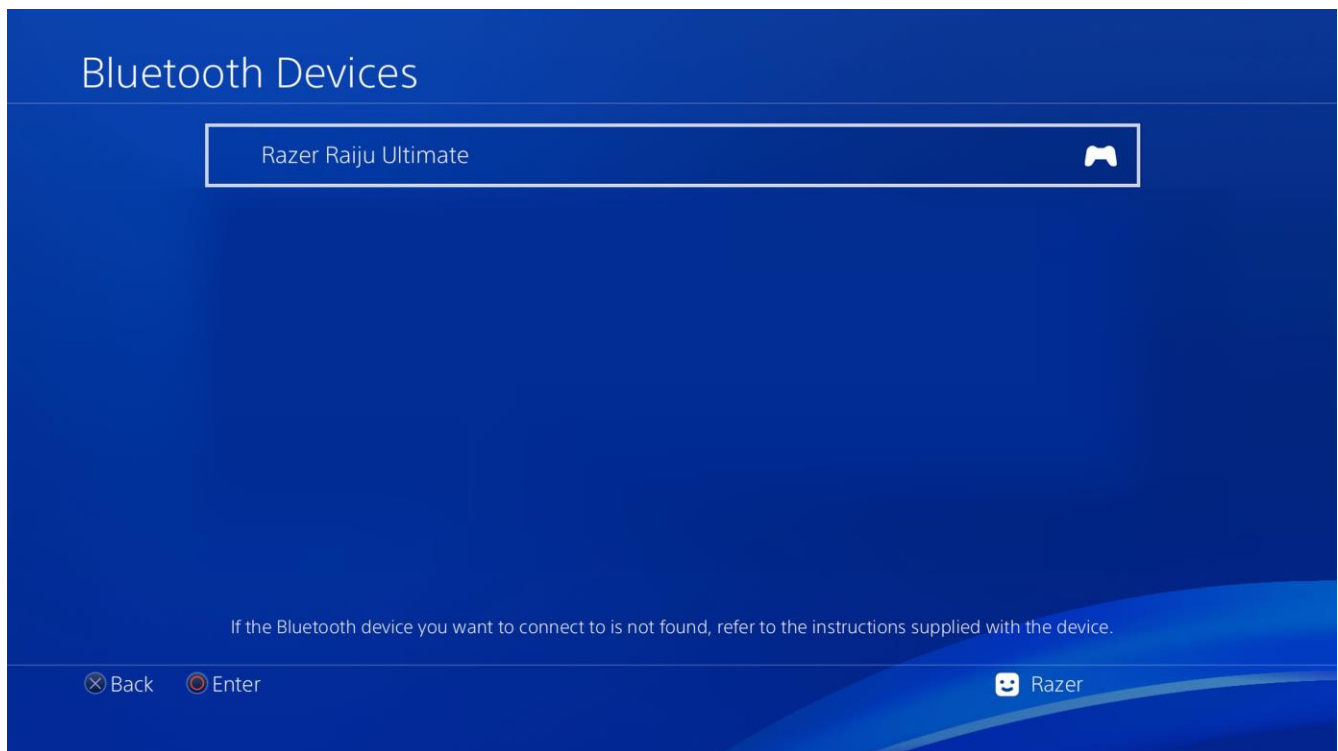 Bluetooth Devices
Razer Raiju Ultimate
If the Bluetooth device you want to connect to is not found, refer to the instructions supplied with the device.
Back Enter Razer